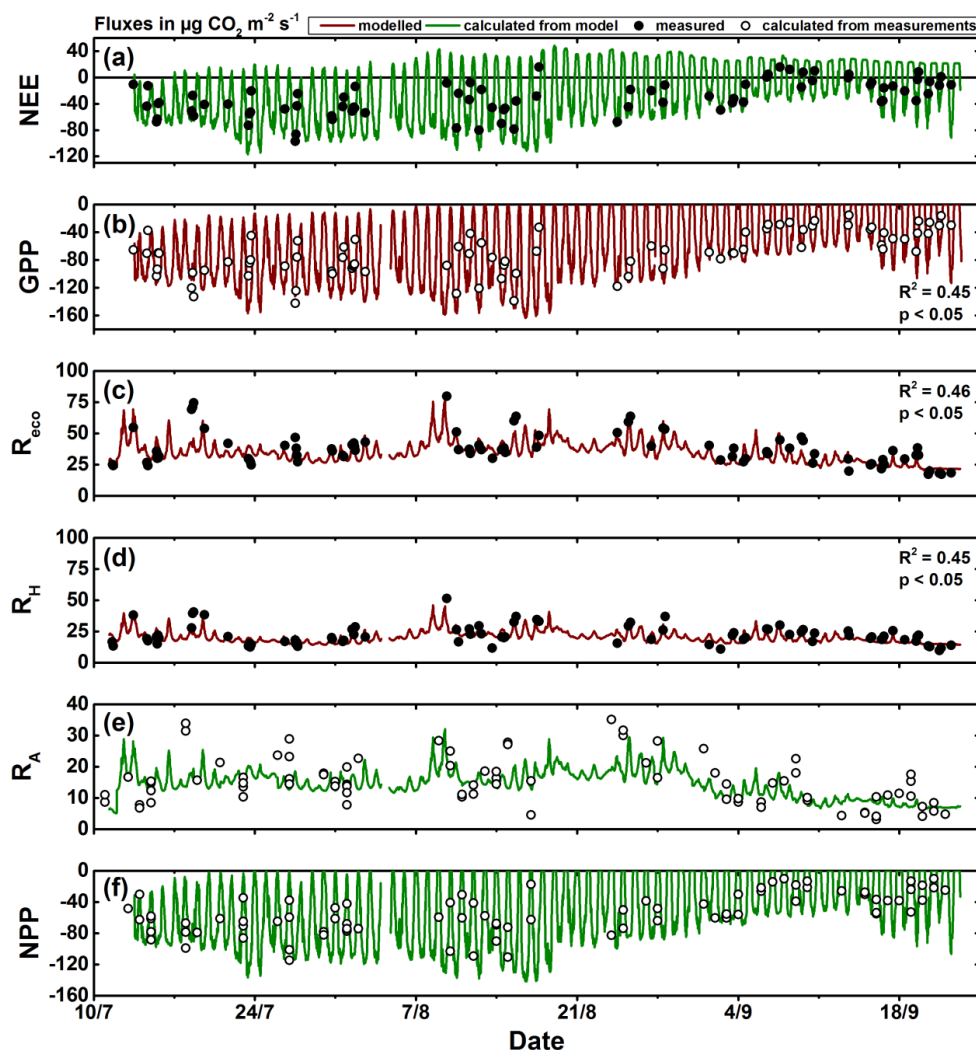 Fluxes in µg CO₂ m⁻² s⁻¹ modelled calculated from model measured calculated from measurements
(a)
NEE
40
0
-40
-80
-120
(b)
GPP
0
-40
-80
-120
-160
R² = 0.45
p < 0.05
(c)
R_eco
100
75
50
25
0
R² = 0.46
p < 0.05
(d)
R_H
100
75
50
25
0
R² = 0.45
p < 0.05
(e)
R_A
40
30
20
10
0
(f)
NPP
0
-40
-80
-120
-160
10/7 24/7 7/8 21/8 4/9 18/9
Date